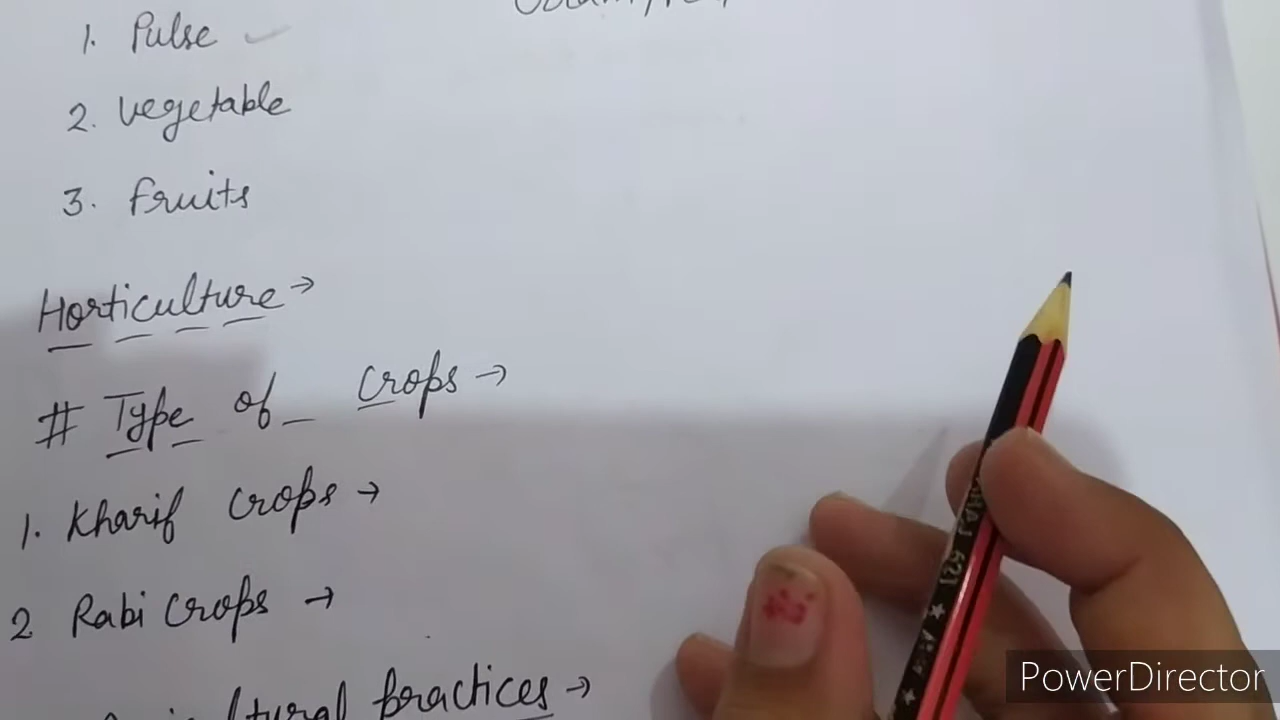 1. Pulse
2. vegetable
3. fruits
Horticulture →
# Type of Crops →
1. Kharif Crops →
2 Rabi Crops →
practices →
PowerDirector